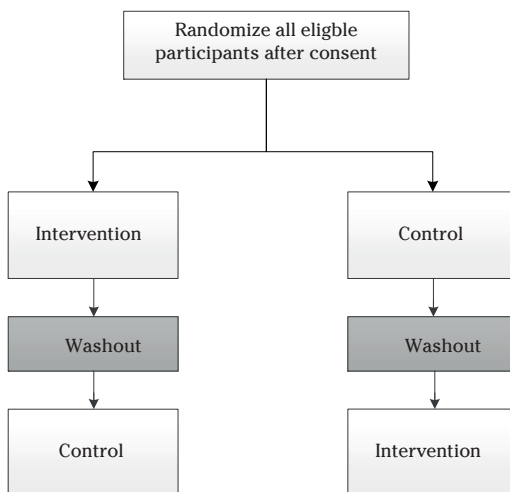 Randomize all eligble
participants after consent
Intervention
Control
Washout
Washout
Control
Intervention